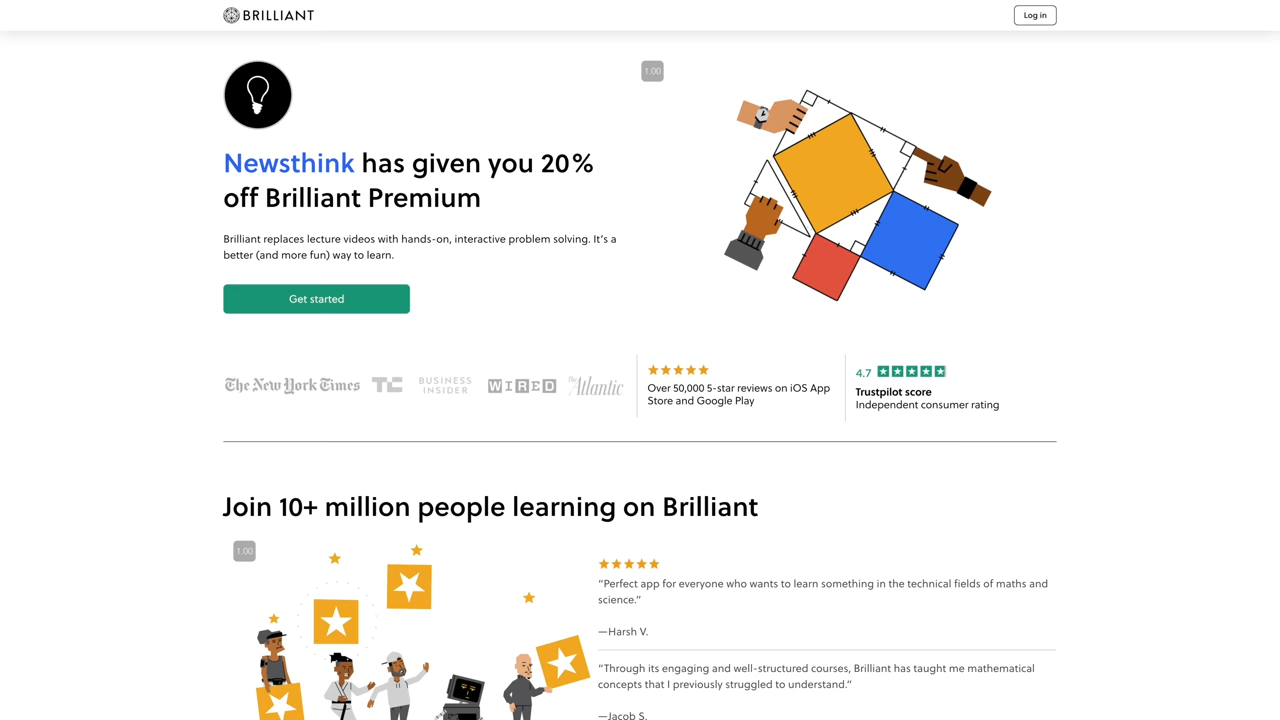 BRILLIANT
Log in
1.00
Newsthink has given you 20%
off Brilliant Premium
Brilliant replaces lecture videos with hands-on, interactive problem solving. It's a
better (and more fun) way to learn.
Get started
The New York Times
TC
BUSINESS
INSIDER
WIRED
The Atlantic
Over 50,000 5-star reviews on iOS App
Store and Google Play
4.7
Trustpilot score
Independent consumer rating
Join 10+ million people learning on Brilliant
1.00
“Perfect app for everyone who wants to learn something in the technical fields of maths and
science.”
—Harsh V.
“Through its engaging and well-structured courses, Brilliant has taught me mathematical
concepts that I previously struggled to understand.“
—Jacob S.